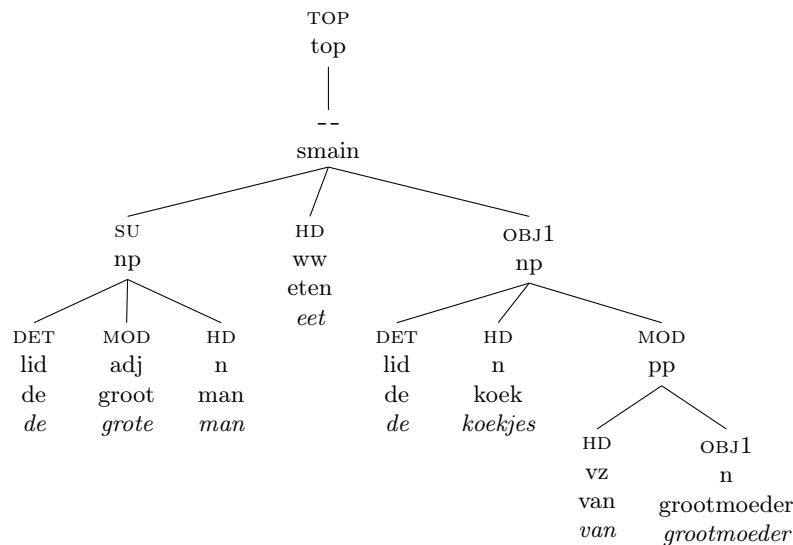 TOP
top
--
smain
SU HD OBJ1
np ww np
eten
eet
DET MOD HD DET HD MOD
lid adj n lid n pp
de groot man de koek
de grote man de koekjes
HD OBJ1
vz n
van grootmoeder
van grootmoeder